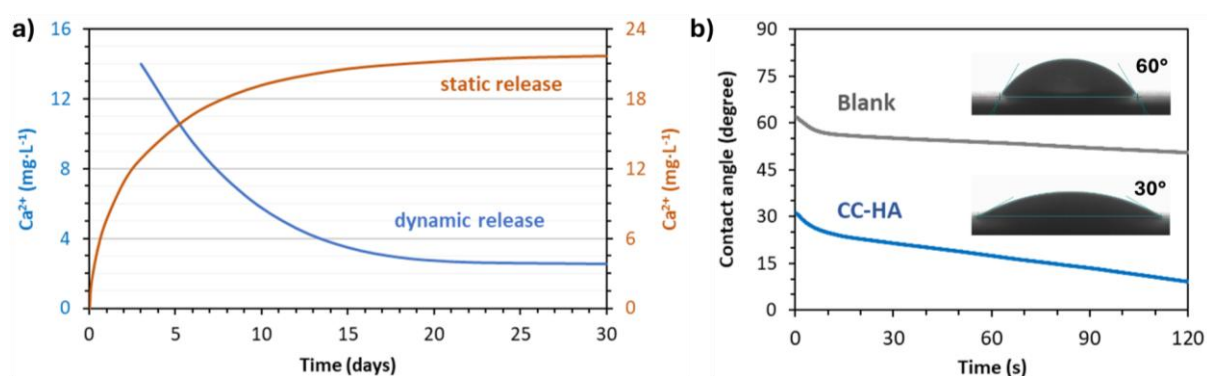 a)
16
12
8
4
0
Ca²⁺ (mg·L⁻¹)
static release
dynamic release
24
18
12
6
0
Ca²⁺ (mg·L⁻¹)
0 5 10 15 20 25 30
Time (days)
b)
90
75
60
45
30
15
0
Contact angle (degree)
Blank
60°
CC-HA
30°
0 30 60 90 120
Time (s)